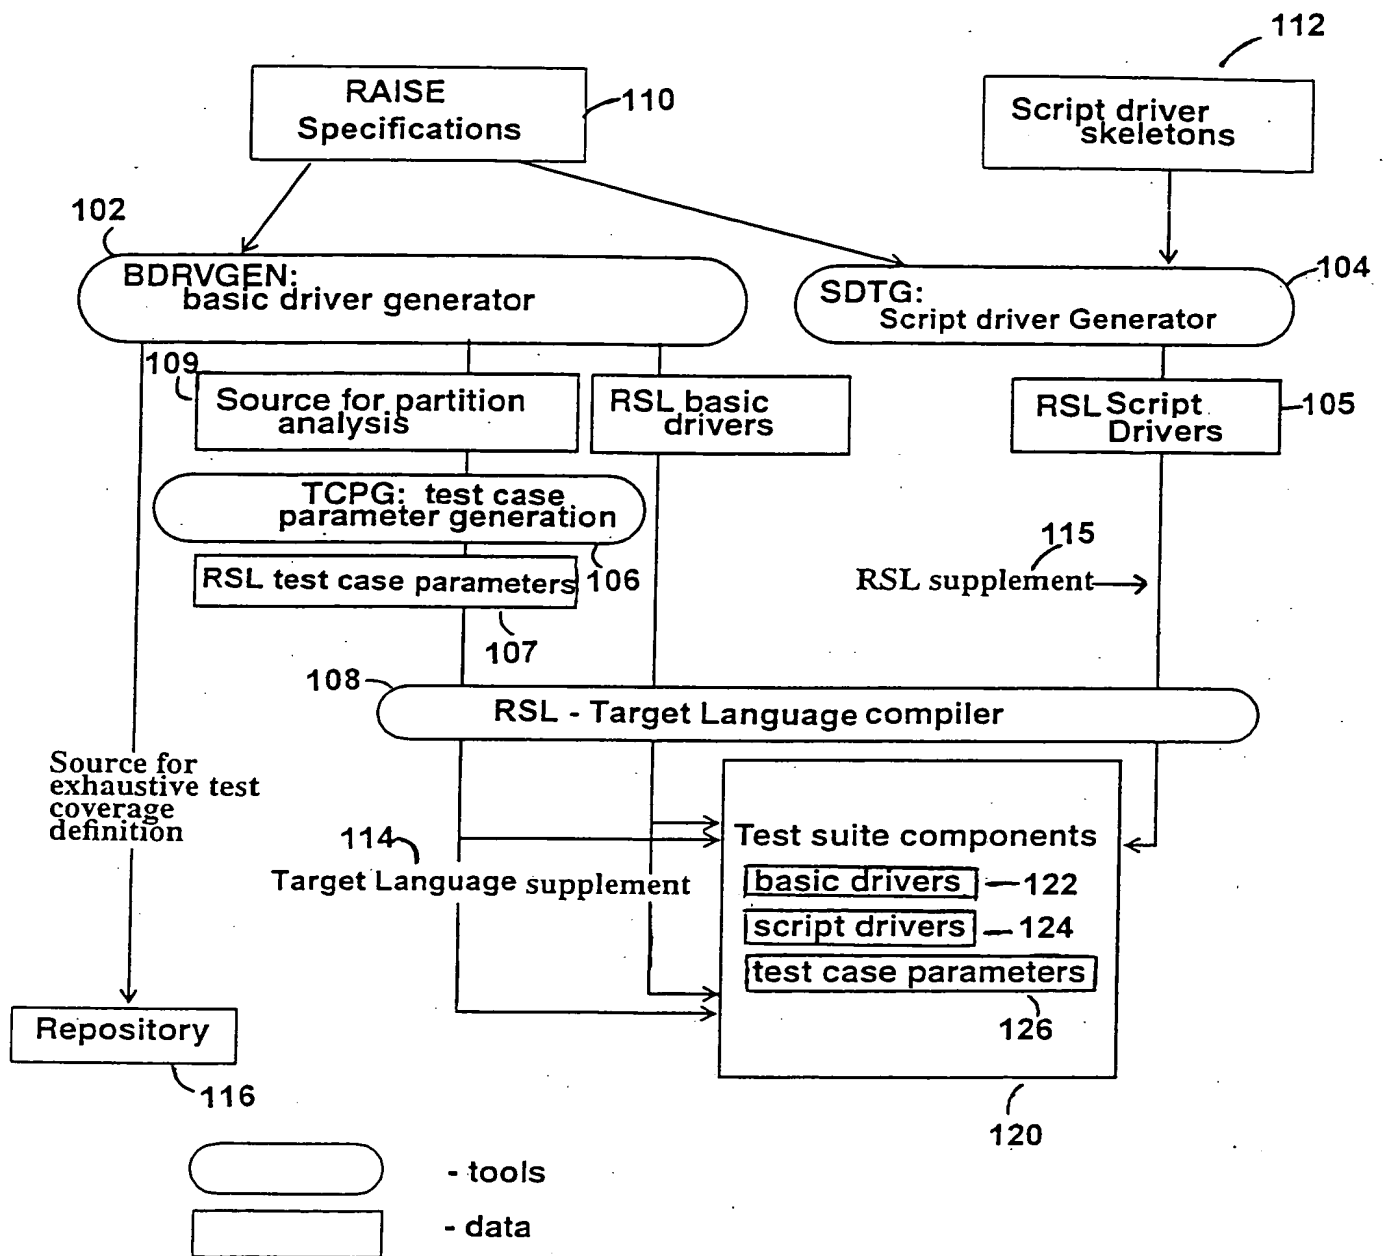 112
RAISE
Specifications
110
Script driver
skeletons
102
BDRVGEN:
basic driver generator
104
SDTG:
Script driver Generator
109
Source for partition
analysis
RSL basic
drivers
RSL Script
Drivers
105
TCPG: test case
parameter generation
106
115
RSL supplement
RSL test case parameters
107
108
RSL - Target Language compiler
Source for
exhaustive test
coverage
definition
114
Target Language supplement
Test suite components
basic drivers
122
script drivers
124
test case parameters
126
Repository
116
120
- tools
- data